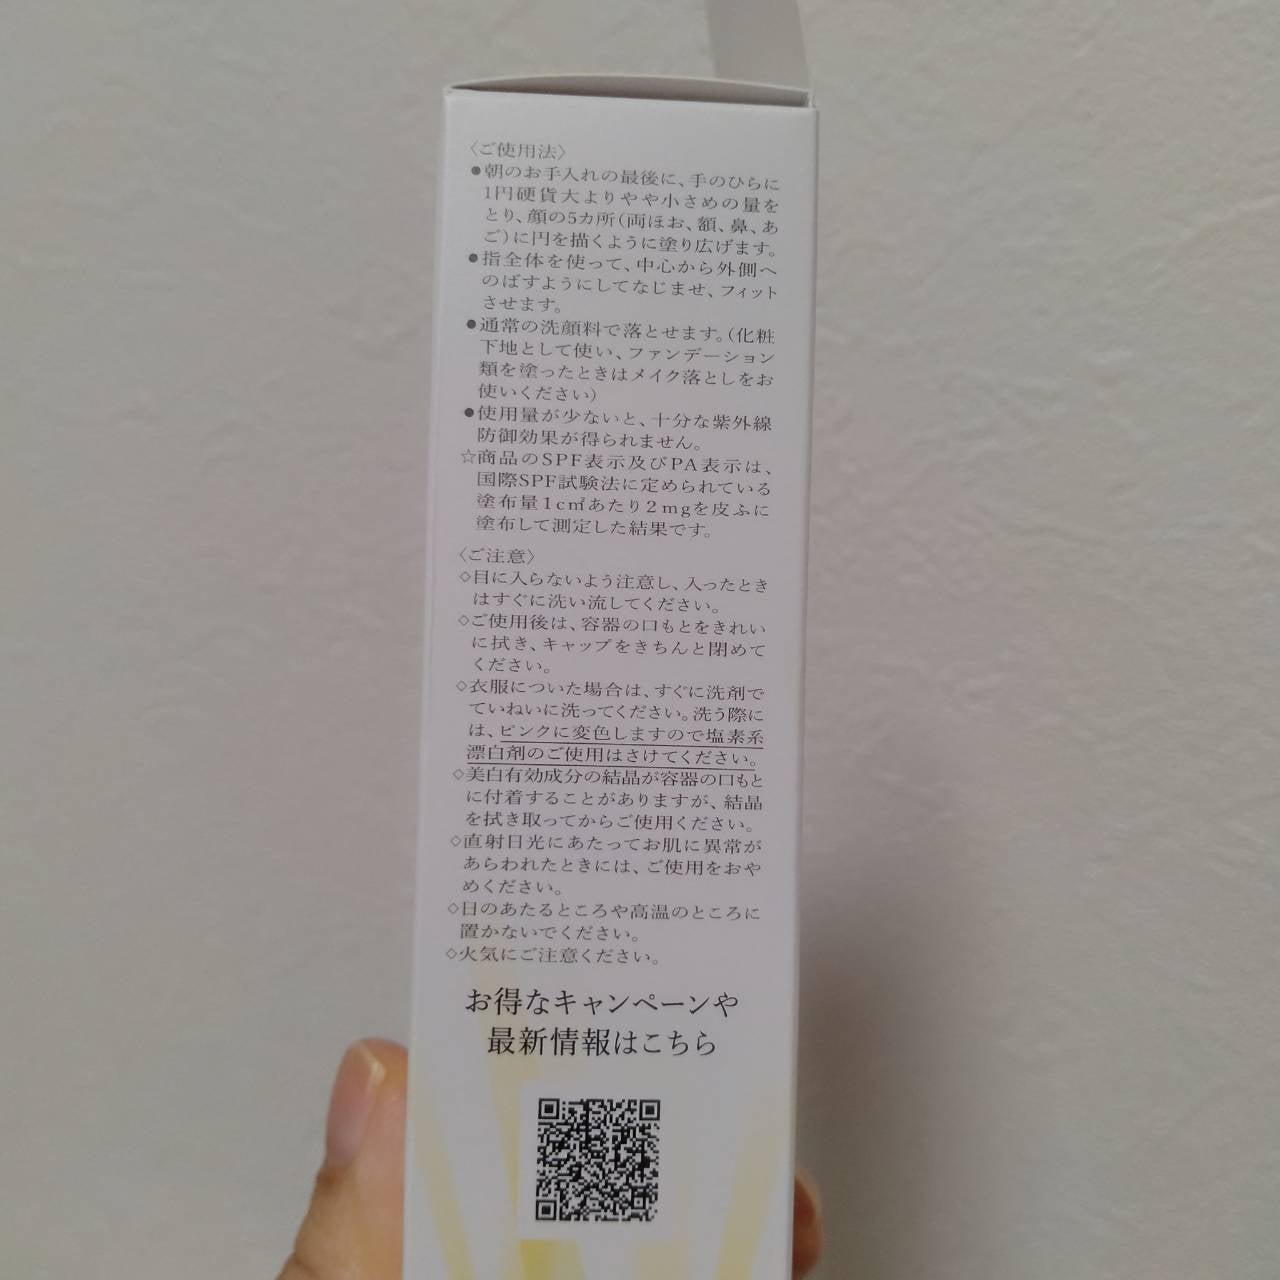 〈ご使用法〉
●朝のお手入れの最後に、手のひらに
1円硬貨大よりやや小さめの量を
とり、顔の5カ所(両ほお、額、鼻、あ
ご)に円を描くように塗り広げます。
●指全体を使って、中心から外側へ
のばすようにしてなじませ、フィット
させます。
●通常の洗顔料で落とせます。(化粧
下地として使い、ファンデーション
類を塗ったときはメイク落としをお
使いください)
●使用量が少ないと、十分な紫外線
防御効果が得られません。
☆商品のSPF表示及びPA表示は、
国際SPF試験法に定められている
塗布量1c㎡あたり2mgを皮ふに
塗布して測定した結果です。
〈ご注意〉
◇目に入らないよう注意し、入ったとき
はすぐに洗い流してください。
◇ご使用後は、容器の口もとをきれい
に拭き、キャップをきちんと閉めて
ください。
◇衣服についた場合は、すぐに洗剤で
ていねいに洗ってください。洗う際に
は、ピンクに変色しますので塩素系
漂白剤のご使用はさけてください。
◇美白有効成分の結晶が容器の口もと
に付着することがありますが、結晶
を拭き取ってからご使用ください。
◇直射日光にあたってお肌に異常が
あらわれたときには、ご使用をおや
めください。
◇日のあたるところや高温のところに
置かないでください。
◇火気にご注意ください。
お得なキャンペーンや
最新情報はこちら